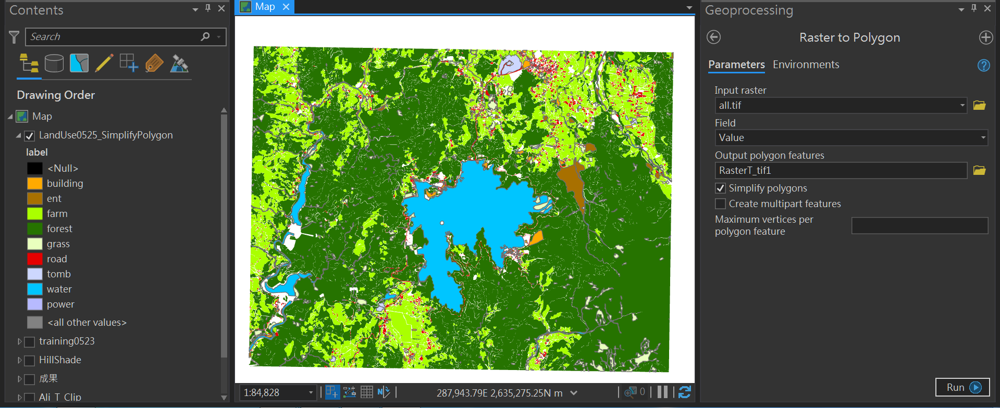 Contents
Search
Drawing Order
Map
LandUse0525_SimplifyPolygon
label
<Null>
building
ent
farm
forest
grass
road
tomb
water
power
<all other values>
training0523
HillShade
成果
Ali_T_Clip
Map
1:84,828
287,943.79E 2,635,275.25N m
0
Geoprocessing
Raster to Polygon
Parameters Environments
Input raster
all.tif
Field
Value
Output polygon features
RasterT_tif1
Simplify polygons
Create multipart features
Maximum vertices per
polygon feature
Run